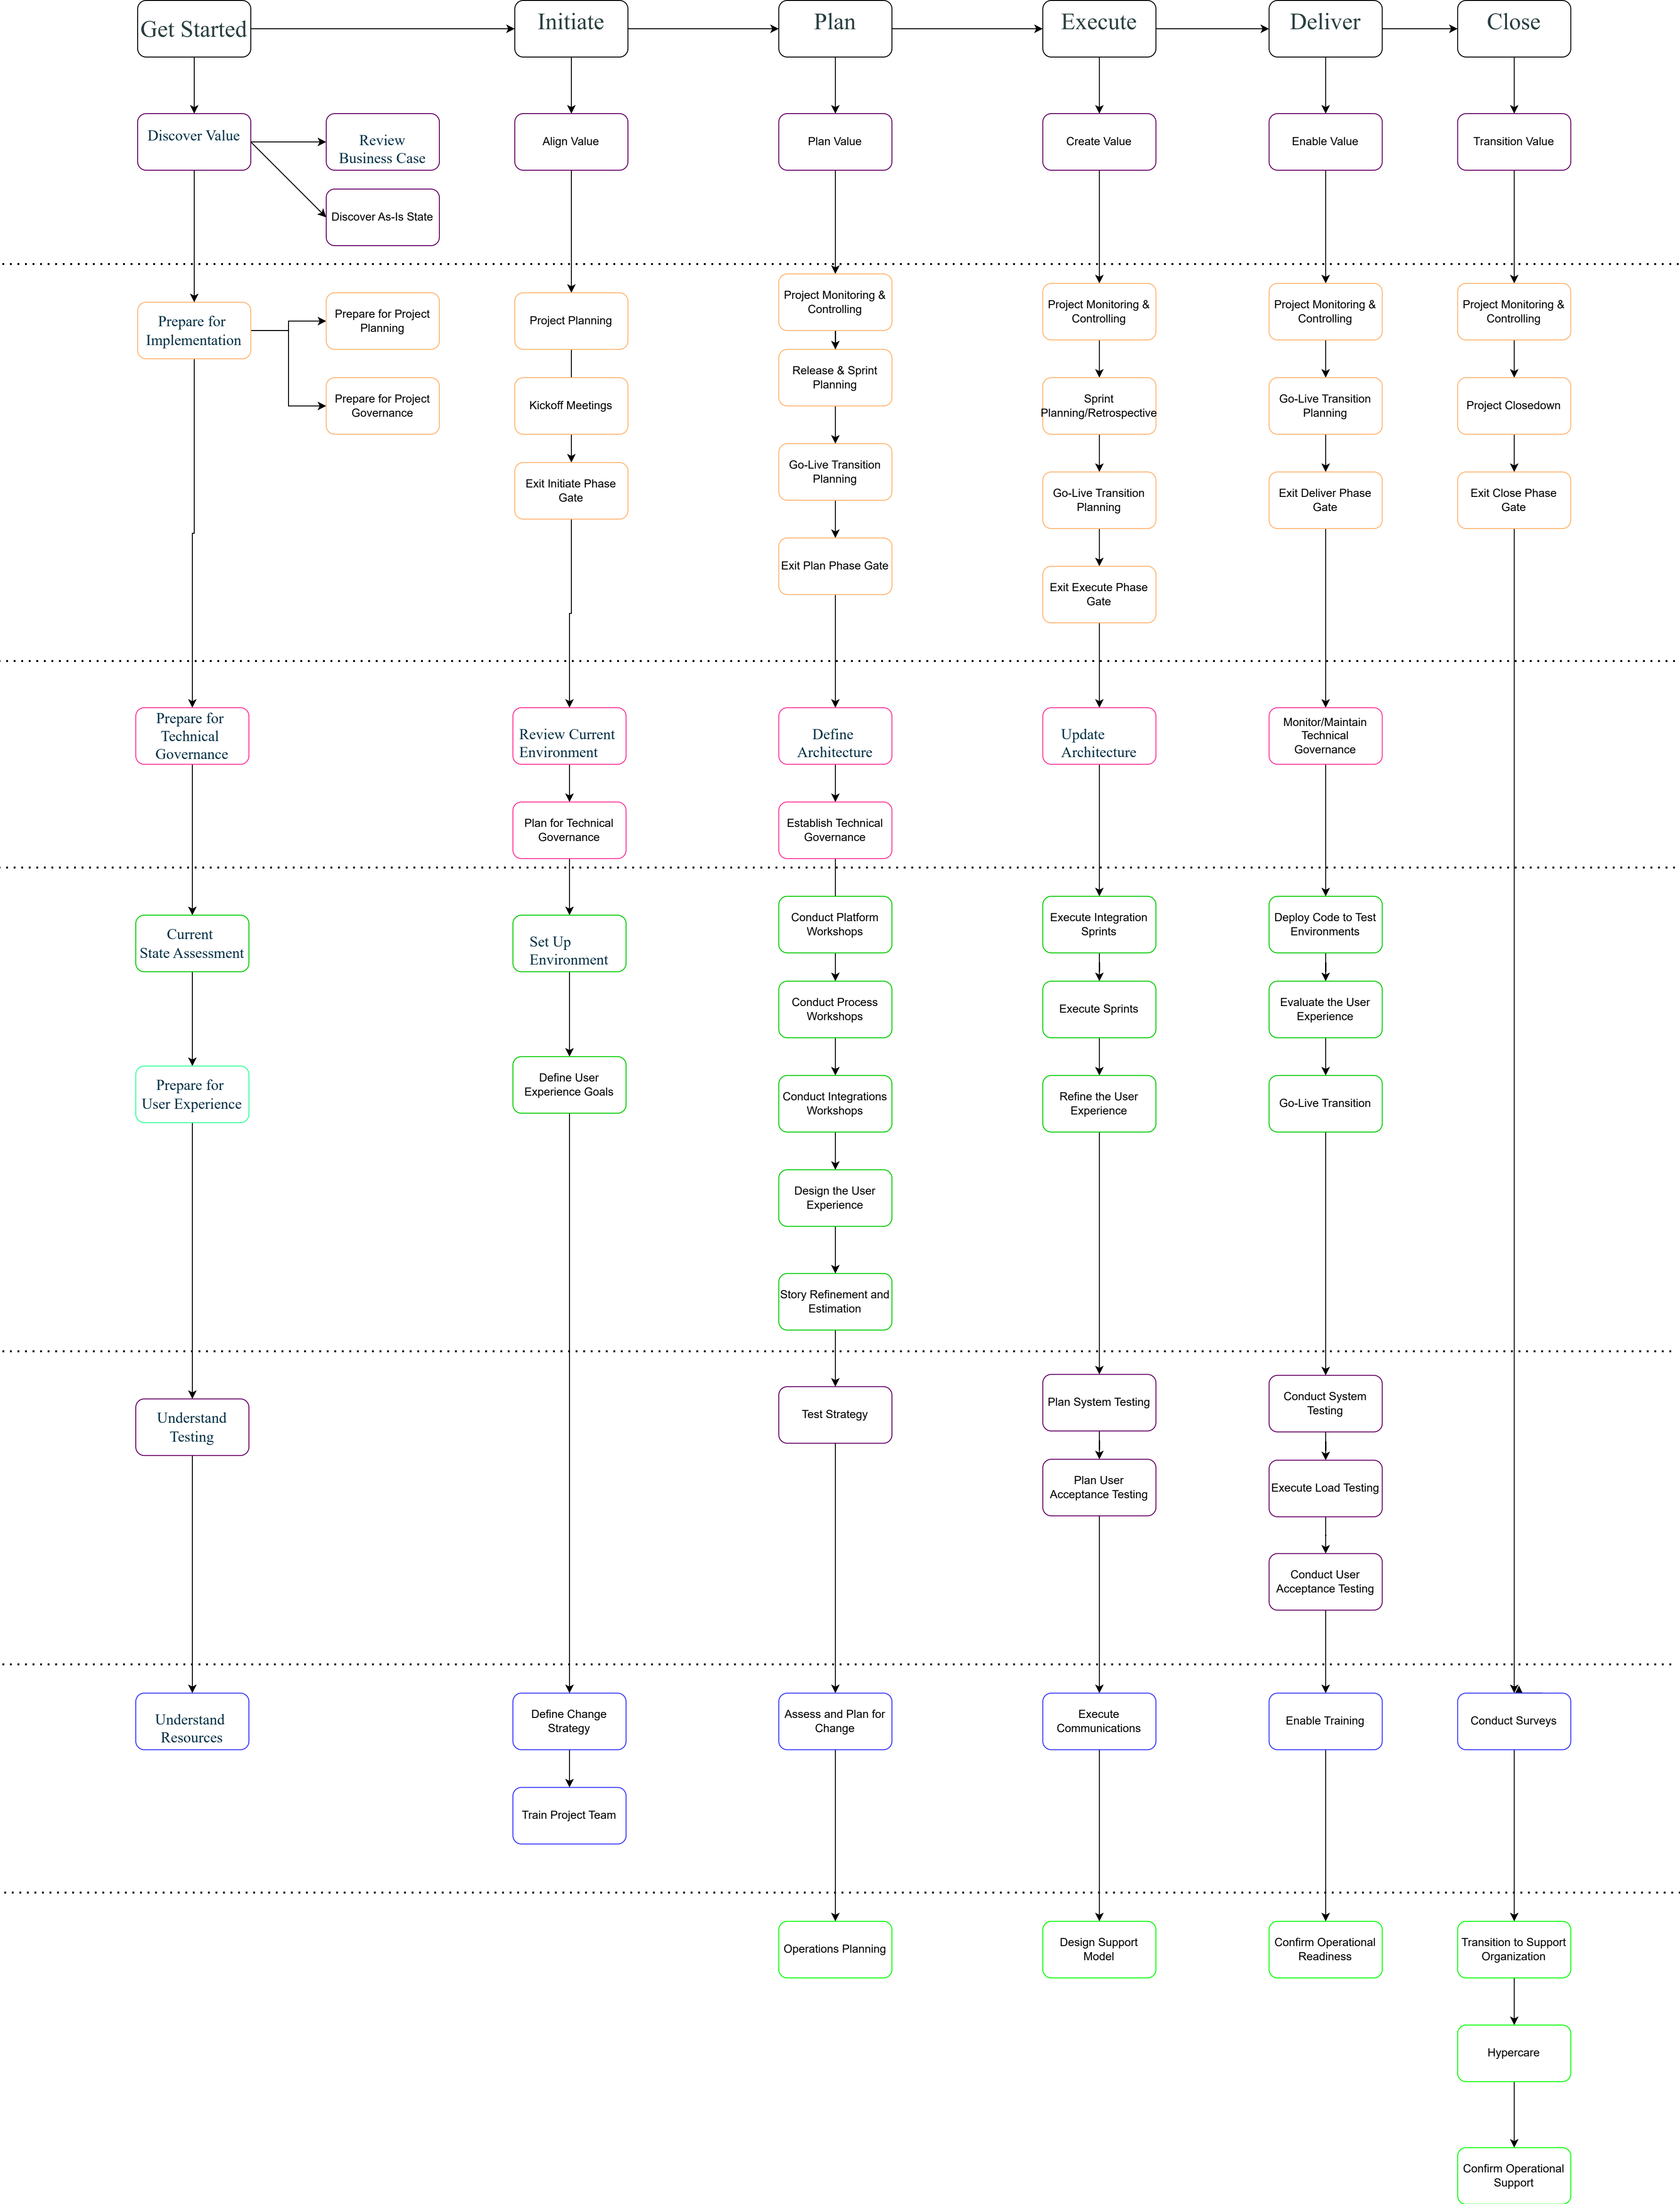 Get Started
Initiate
Plan
Execute
Deliver
Close
Discover Value
Review
Business Case
Align Value
Plan Value
Create Value
Enable Value
Transition Value
Discover As-Is State
Prepare for
Implementation
Prepare for Project
Planning
Project Planning
Project Monitoring &
Controlling
Project Monitoring &
Controlling
Project Monitoring &
Controlling
Project Monitoring &
Controlling
Release & Sprint
Planning
Prepare for Project
Governance
Kickoff Meetings
Sprint
Planning/Retrospective
Go-Live Transition
Planning
Project Closedown
Go-Live Transition
Planning
Exit Initiate Phase
Gate
Go-Live Transition
Planning
Exit Deliver Phase
Gate
Exit Close Phase
Gate
Exit Plan Phase Gate
Exit Execute Phase
Gate
Prepare for
Technical
Governance
Review Current
Environment
Define
Architecture
Update
Architecture
Monitor/Maintain
Technical
Governance
Plan for Technical
Governance
Establish Technical
Governance
Current
State Assessment
Set Up
Environment
Conduct Platform
Workshops
Execute Integration
Sprints
Deploy Code to Test
Environments
Conduct Process
Workshops
Execute Sprints
Evaluate the User
Experience
Prepare for
User Experience
Define User
Experience Goals
Conduct Integrations
Workshops
Refine the User
Experience
Go-Live Transition
Design the User
Experience
Story Refinement and
Estimation
Understand
Testing
Test Strategy
Plan System Testing
Conduct System
Testing
Plan User
Acceptance Testing
Execute Load Testing
Conduct User
Acceptance Testing
Understand
Resources
Define Change
Strategy
Assess and Plan for
Change
Execute
Communications
Enable Training
Conduct Surveys
Train Project Team
Operations Planning
Design Support
Model
Confirm Operational
Readiness
Transition to Support
Organization
Hypercare
Confirm Operational
Support